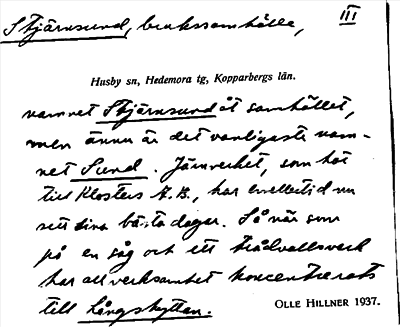 Stjärnsund, brukssamhälle, III
Husby sn, Hedemora tg, Kopparbergs län.
namnet Stjärnsund åt samhället,
men ännu är det vanligaste nam-
net Sund. Järnverket, som hör
till Klosters A.B., har emellertid nu
sett sina bästa dagar. Så när som
på en såg och ett trådvalsverk
har all verksamhet koncentrerats
till Långshyttan.
OLLE HILLNER 1937.